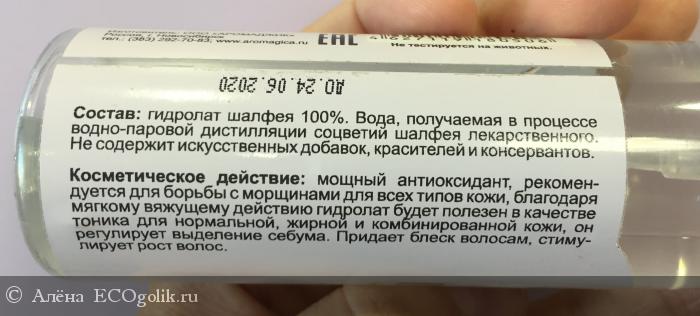 Россия, г.Новосибирск
тел.: (383) 292-70-83, www.aromagica.ru
EAC
Не тестируется на животных.
ДО.24.06.2020
Состав: гидролат шалфея 100%. Вода, получаемая в процессе
водно-паровой дистилляции соцветий шалфея лекарственного.
Не содержит искусственных добавок, красителей и консервантов.
Косметическое действие: мощный антиоксидант, рекомен-
дуется для борьбы с морщинами для всех типов кожи, благодаря
мягкому вяжущему действию гидролат будет полезен в качестве
тоника для нормальной, жирной и комбинированной кожи, он
регулирует выделение себума. Придает блеск волосам, стиму-
лирует рост волос.
© Алёна ECOgolik.ru